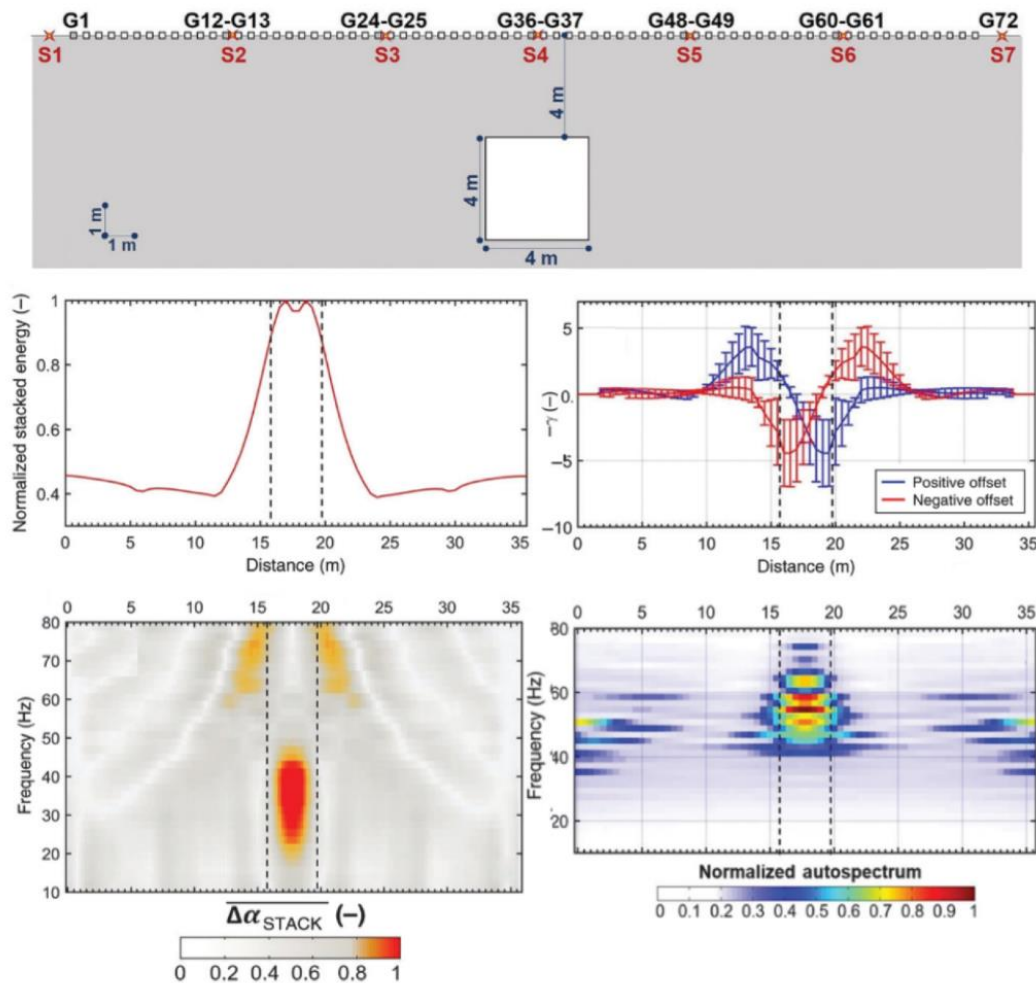 G1 G12-G13 G24-G25 G36-G37 G48-G49 G60-G61 G72
S1 S2 S3 S4 S5 S6 S7
4 m
4 m
4 m
1 m
1 m
Normalized stacked energy (–)
1
0.8
0.6
0.4
0 5 10 15 20 25 30 35
Distance (m)
–γ (–)
5
0.
–5
–10
Positive offset
Negative offset
0 5 10 15 20 25 30 35
Distance (m)
0 5 10 15 20 25 30 35
Frequency (Hz)
80
70
60
50
40
30
20
10
Δα STACK (–)
0 0.2 0.4 0.6 0.8 1
0 5 10 15 20 25 30 35
Frequency (Hz)
80
60
40
20
Normalized autospectrum
0 0.1 0.2 0.3 0.4 0.5 0.6 0.7 0.8 0.9 1